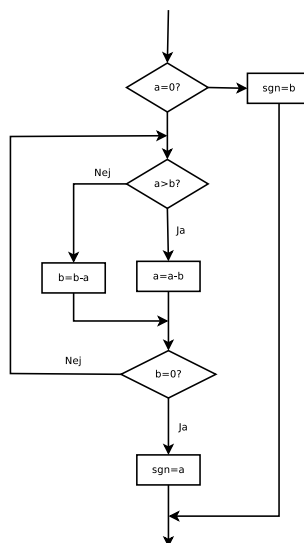 a=0?
sgn=b
a>b?
Nej
Ja
b=b-a
a=a-b
b=0?
Nej
Ja
sgn=a